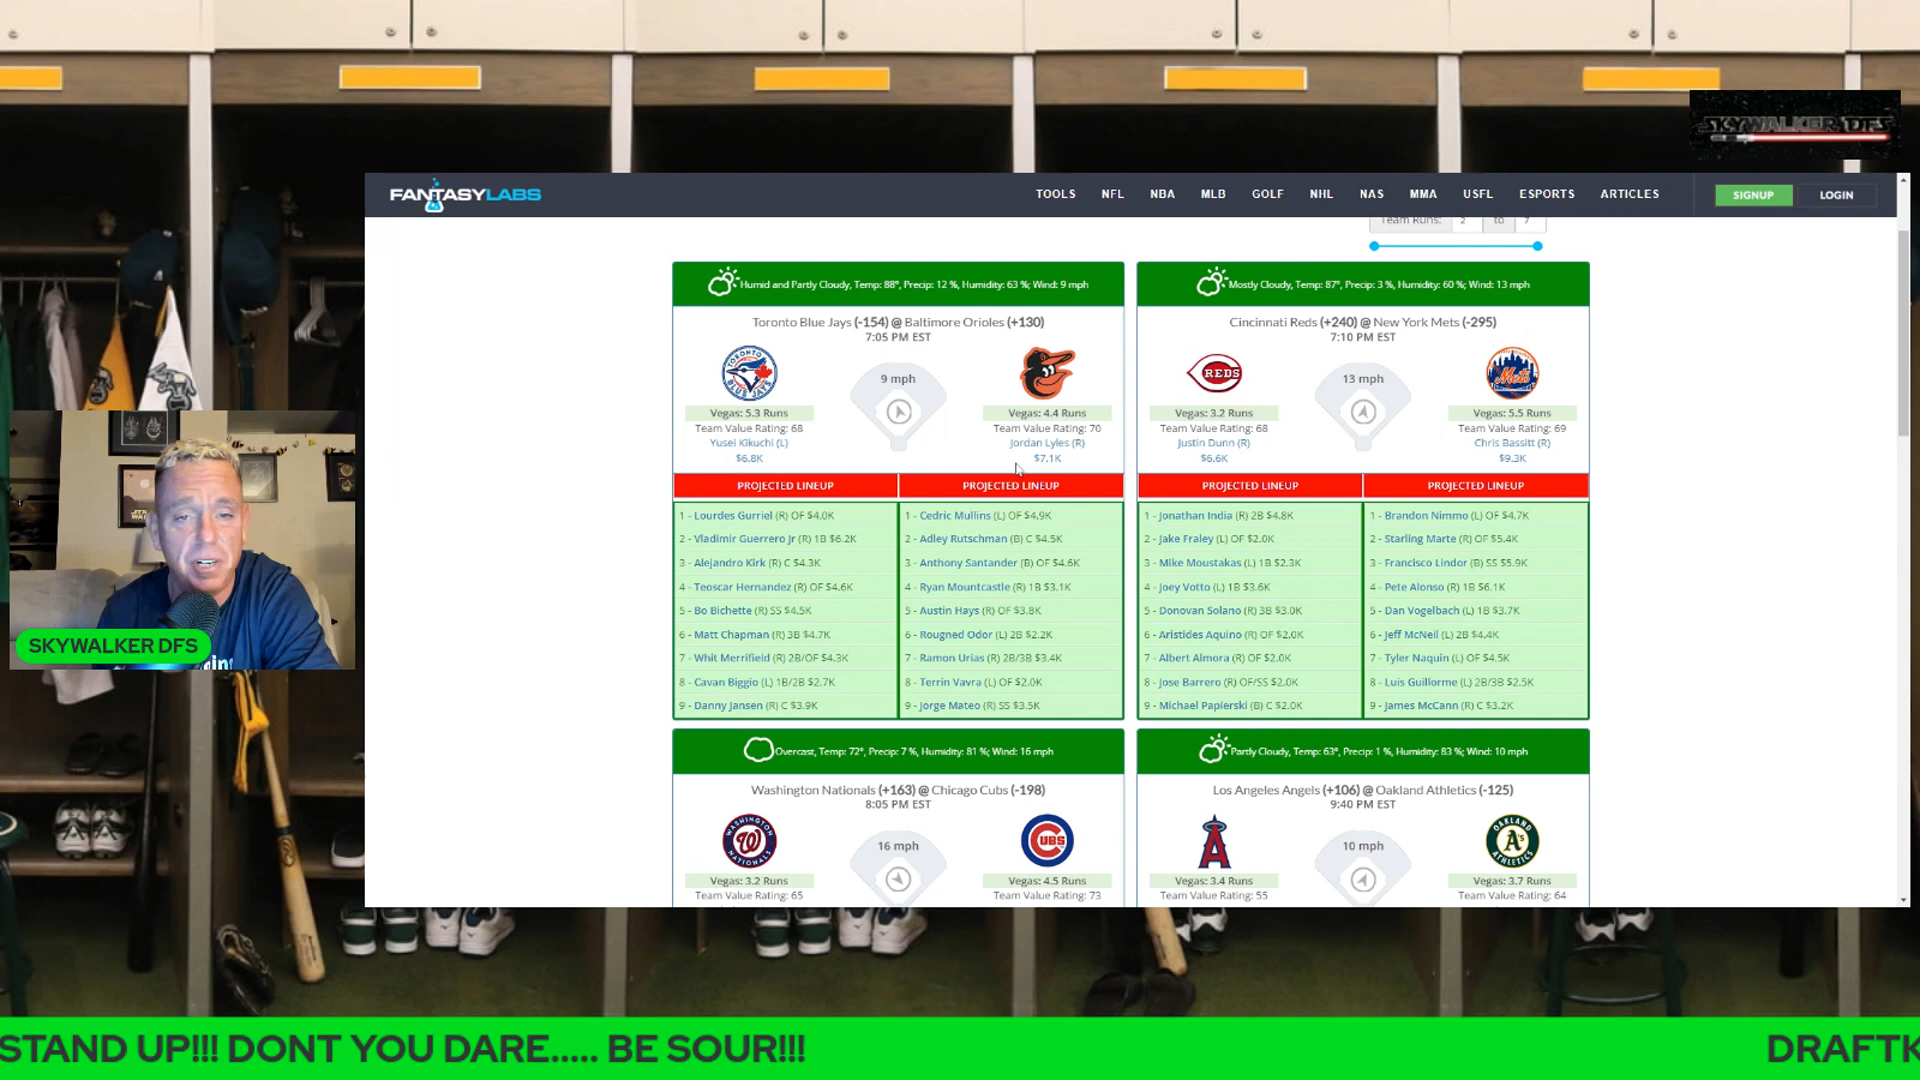 SKYWALKER DFS
FANTASYLABS
TOOLS NFL NBA MLB GOLF NHL NAS MMA USFL ESPORTS ARTICLES SIGNUP LOGIN
Team Runs: 2 to 7
Humid and Partly Cloudy, Temp: 88°, Precip: 12 %, Humidity: 63 %; Wind: 9 mph
Toronto Blue Jays (-154) @ Baltimore Orioles (+130)
7:05 PM EST
9 mph
TORONTO BLUE JAYS
Vegas: 5.3 Runs
Team Value Rating: 68
Yusei Kikuchi (L)
$6.8K
Vegas: 4.4 Runs
Team Value Rating: 70
Jordan Lyles (R)
$7.1K
PROJECTED LINEUP
1 - Lourdes Gurriel (R) OF $4.0K
2 - Vladimir Guerrero Jr (R) 1B $6.2K
3 - Alejandro Kirk (R) C $4.3K
4 - Teoscar Hernandez (R) OF $4.6K
5 - Bo Bichette (R) SS $4.5K
6 - Matt Chapman (R) 3B $4.7K
7 - Whit Merrifield (R) 2B/OF $4.3K
8 - Cavan Biggio (L) 1B/2B $2.7K
9 - Danny Jansen (R) C $3.9K
PROJECTED LINEUP
1 - Cedric Mullins (L) OF $4.9K
2 - Adley Rutschman (B) C $4.5K
3 - Anthony Santander (B) OF $4.6K
4 - Ryan Mountcastle (R) 1B $3.1K
5 - Austin Hays (R) OF $3.8K
6 - Rougned Odor (L) 2B $2.2K
7 - Ramon Urias (R) 2B/3B $3.4K
8 - Terrin Vavra (L) OF $2.0K
9 - Jorge Mateo (R) SS $3.5K
Mostly Cloudy, Temp: 87°, Precip: 3 %, Humidity: 60 %; Wind: 13 mph
Cincinnati Reds (+240) @ New York Mets (-295)
7:10 PM EST
13 mph
REDS
Vegas: 3.2 Runs
Team Value Rating: 68
Justin Dunn (R)
$6.6K
Mets
Vegas: 5.5 Runs
Team Value Rating: 69
Chris Bassitt (R)
$9.3K
PROJECTED LINEUP
1 - Jonathan India (R) 2B $4.8K
2 - Jake Fraley (L) OF $2.0K
3 - Mike Moustakas (L) 1B $2.3K
4 - Joey Votto (L) 1B $3.6K
5 - Donovan Solano (R) 3B $3.0K
6 - Aristides Aquino (R) OF $2.0K
7 - Albert Almora (R) OF $2.0K
8 - Jose Barrero (R) OF/SS $2.0K
9 - Michael Papierski (B) C $2.0K
PROJECTED LINEUP
1 - Brandon Nimmo (L) OF $4.7K
2 - Starling Marte (R) OF $5.4K
3 - Francisco Lindor (B) SS $5.9K
4 - Pete Alonso (R) 1B $6.1K
5 - Dan Vogelbach (L) 1B $3.7K
6 - Jeff McNeil (L) 2B $4.4K
7 - Tyler Naquin (L) OF $4.5K
8 - Luis Guillorme (L) 2B/3B $2.5K
9 - James McCann (R) C $3.2K
Overcast, Temp: 72°, Precip: 7 %, Humidity: 81 %; Wind: 16 mph
Washington Nationals (+163) @ Chicago Cubs (-198)
8:05 PM EST
16 mph
WASHINGTON W NATIONALS
Vegas: 3.2 Runs
Team Value Rating: 65
CUBS
Vegas: 4.5 Runs
Team Value Rating: 73
Partly Cloudy, Temp: 63°, Precip: 1 %, Humidity: 83 %; Wind: 10 mph
Los Angeles Angels (+106) @ Oakland Athletics (-125)
9:40 PM EST
10 mph
A
Vegas: 3.4 Runs
Team Value Rating: 55
OAKLAND A's ATHLETICS
Vegas: 3.7 Runs
Team Value Rating: 64
SKYWALKER DFS
STAND UP!!! DONT YOU DARE..... BE SOUR!!!
DRAFTK